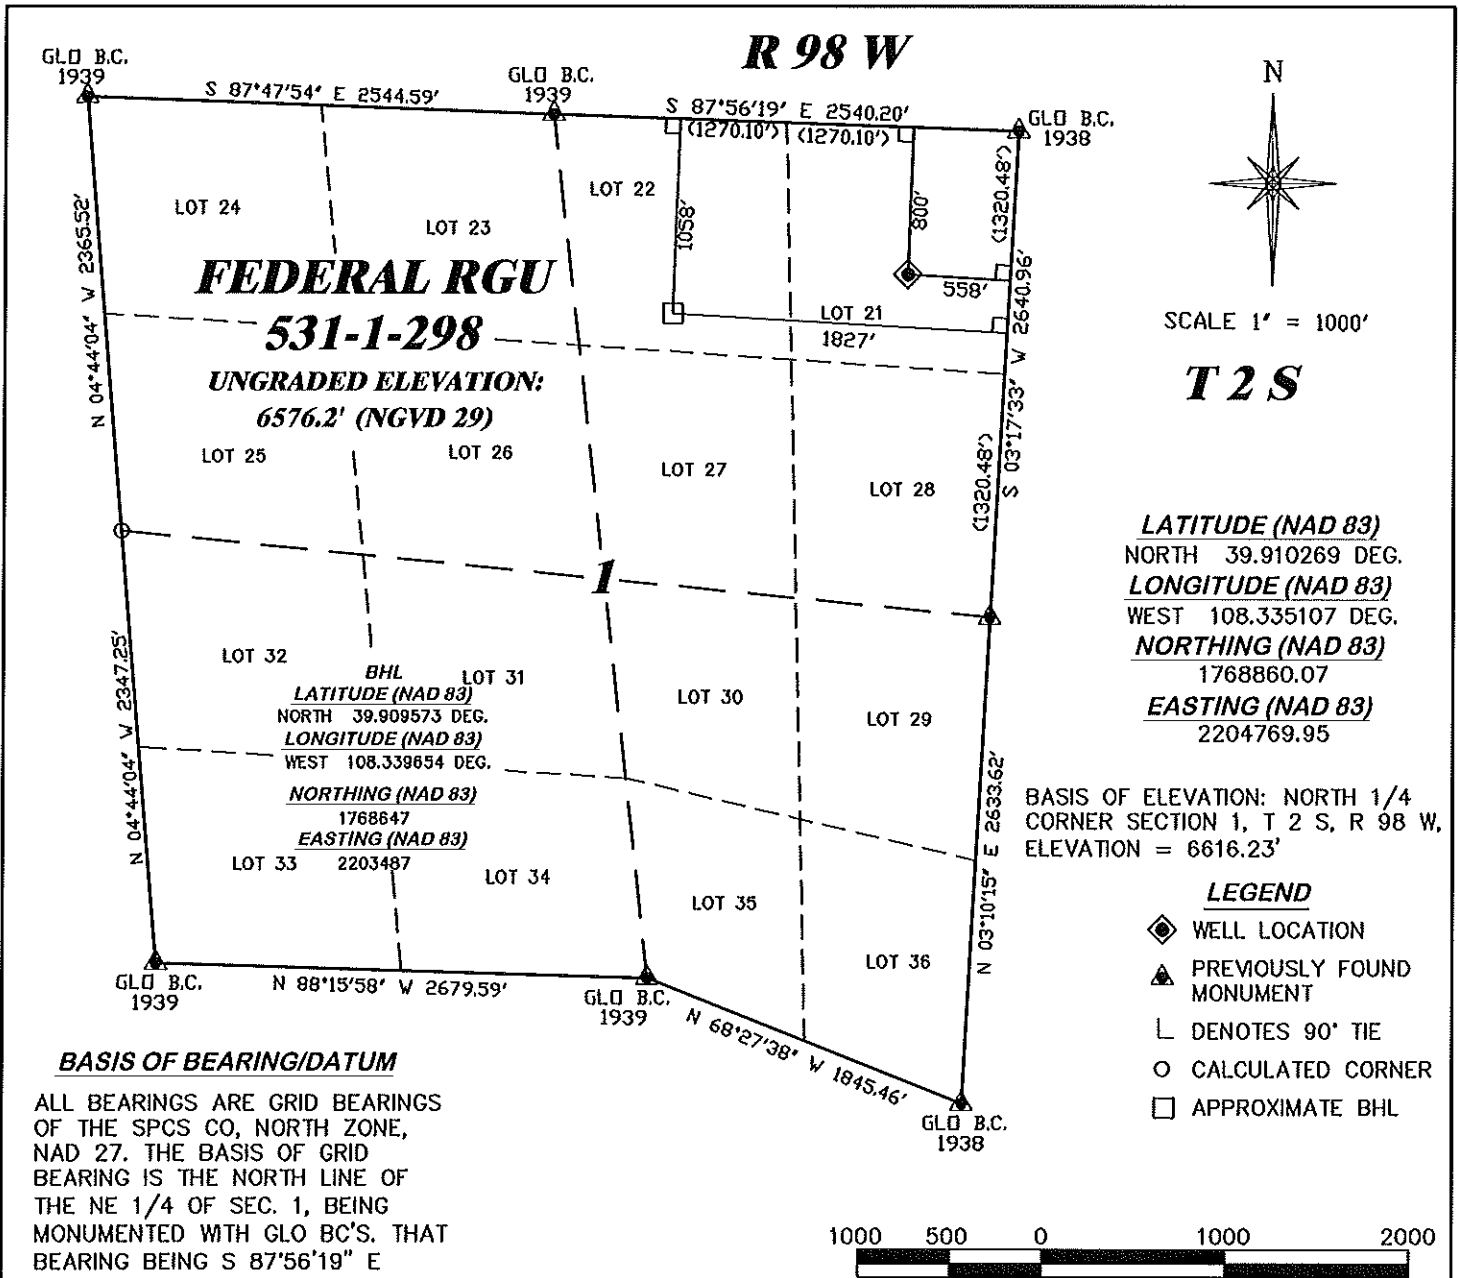 R 98 W
GLO B.C.
1939
S 87°47'54" E 2544.59'
GLO B.C.
1939
S 87°56'19" E 2540.20'
(1270.10')
(1270.10')
GLO B.C.
1938
N
LOT 24
LOT 23
LOT 22
1058'
800'
(1320.48')
558'
LOT 21
1827'
N 04°44'04" W 2365.52'
FEDERAL RGU
531-1-298
UNGRADED ELEVATION:
6576.2' (NGVD 29)
S 03°17'33" W 2640.96'
(1320.48')
SCALE 1" = 1000'
T 2 S
LOT 25
LOT 26
LOT 27
LOT 28
LATITUDE (NAD 83)
NORTH 39.910269 DEG.
LONGITUDE (NAD 83)
WEST 108.335107 DEG.
NORTHING (NAD 83)
1768860.07
EASTING (NAD 83)
2204769.95
1
LOT 32
LOT 31
LOT 30
LOT 29
N 04°44'04" W 2347.25'
BHL
LATITUDE (NAD 83)
NORTH 39.909573 DEG.
LONGITUDE (NAD 83)
WEST 108.339654 DEG.
NORTHING (NAD 83)
1768647
EASTING (NAD 83)
2203487
N 03°10'15" E 2633.62'
BASIS OF ELEVATION: NORTH 1/4
CORNER SECTION 1, T 2 S, R 98 W,
ELEVATION = 6616.23'
LOT 33
LOT 34
LOT 35
LOT 36
GLO B.C.
1939
N 88°15'58" W 2679.59'
GLO B.C.
1939
N 68°27'38" W 1845.46'
GLO B.C.
1938
LEGEND
WELL LOCATION
PREVIOUSLY FOUND
MONUMENT
DENOTES 90° TIE
CALCULATED CORNER
APPROXIMATE BHL
BASIS OF BEARING/DATUM
ALL BEARINGS ARE GRID BEARINGS
OF THE SPCS CO, NORTH ZONE,
NAD 27. THE BASIS OF GRID
BEARING IS THE NORTH LINE OF
THE NE 1/4 OF SEC. 1, BEING
MONUMENTED WITH GLO BC'S. THAT
BEARING BEING S 87°56'19" E
1000 500 0 1000 2000